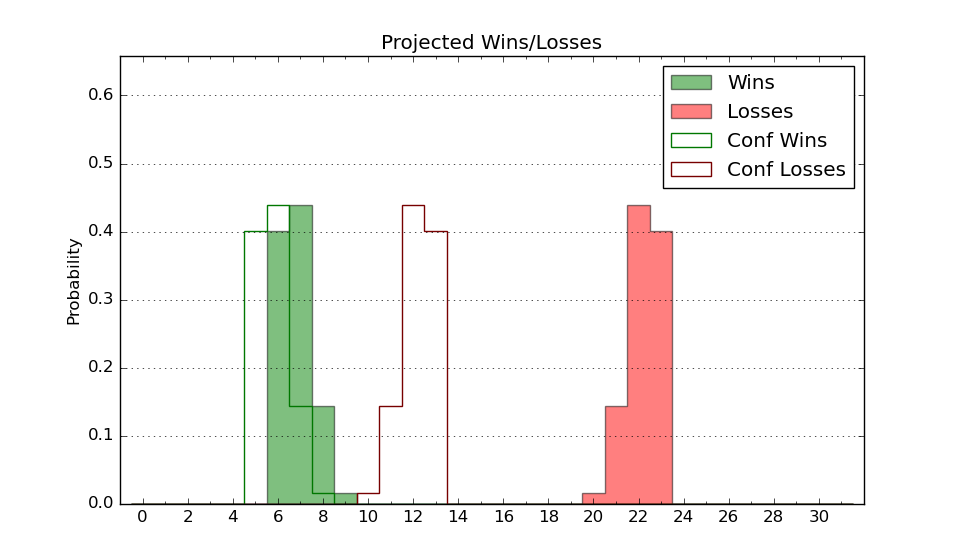 Projected Wins/Losses
Wins
Losses
Conf Wins
Conf Losses
Probability
0.6
0.5
0.4
0.3
0.2
0.1
0.0
0 2 4 6 8 10 12 14 16 18 20 22 24 26 28 30